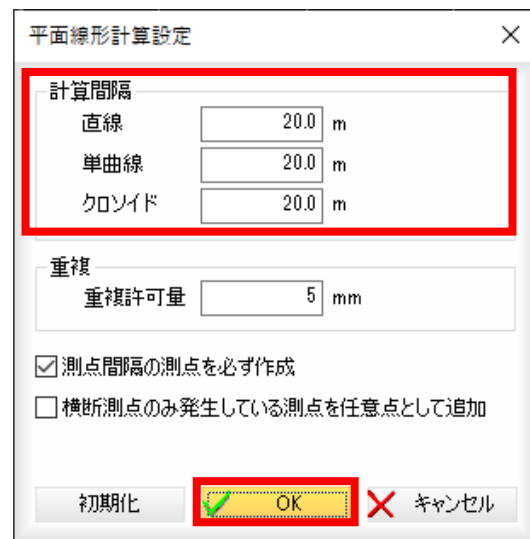 平面線形計算設定
計算間隔
直線 20.0 m
単曲線 20.0 m
クロソイド 20.0 m
重複
重複許可量 5 mm
測点間隔の測点を必ず作成
横断測点のみ発生している測点を任意点として追加
初期化 OK キャンセル